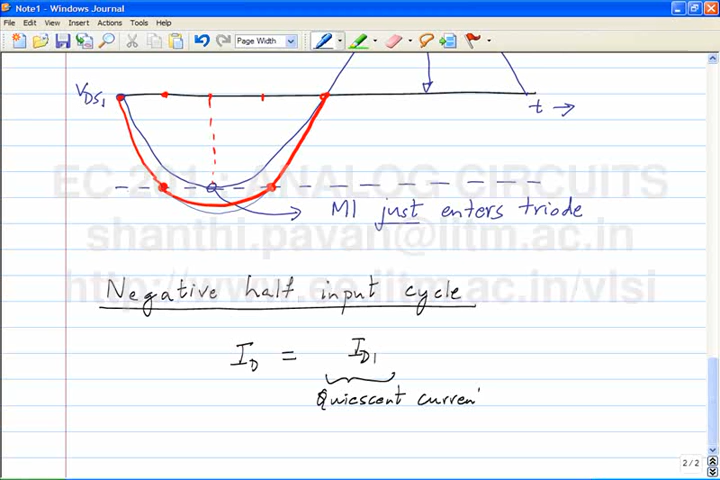 Note1 - Windows Journal
File Edit View Insert Actions Tools Help
Page Width
VDS1
t →
EC 201: ANALOG CIRCUITS
M1 just enters triode
shanthi.pavan@iitm.ac.in
http://www.ee.iitm.ac.in/vlsi
Negative half input cycle
ID = ID1
Quiescent curren
2 / 2